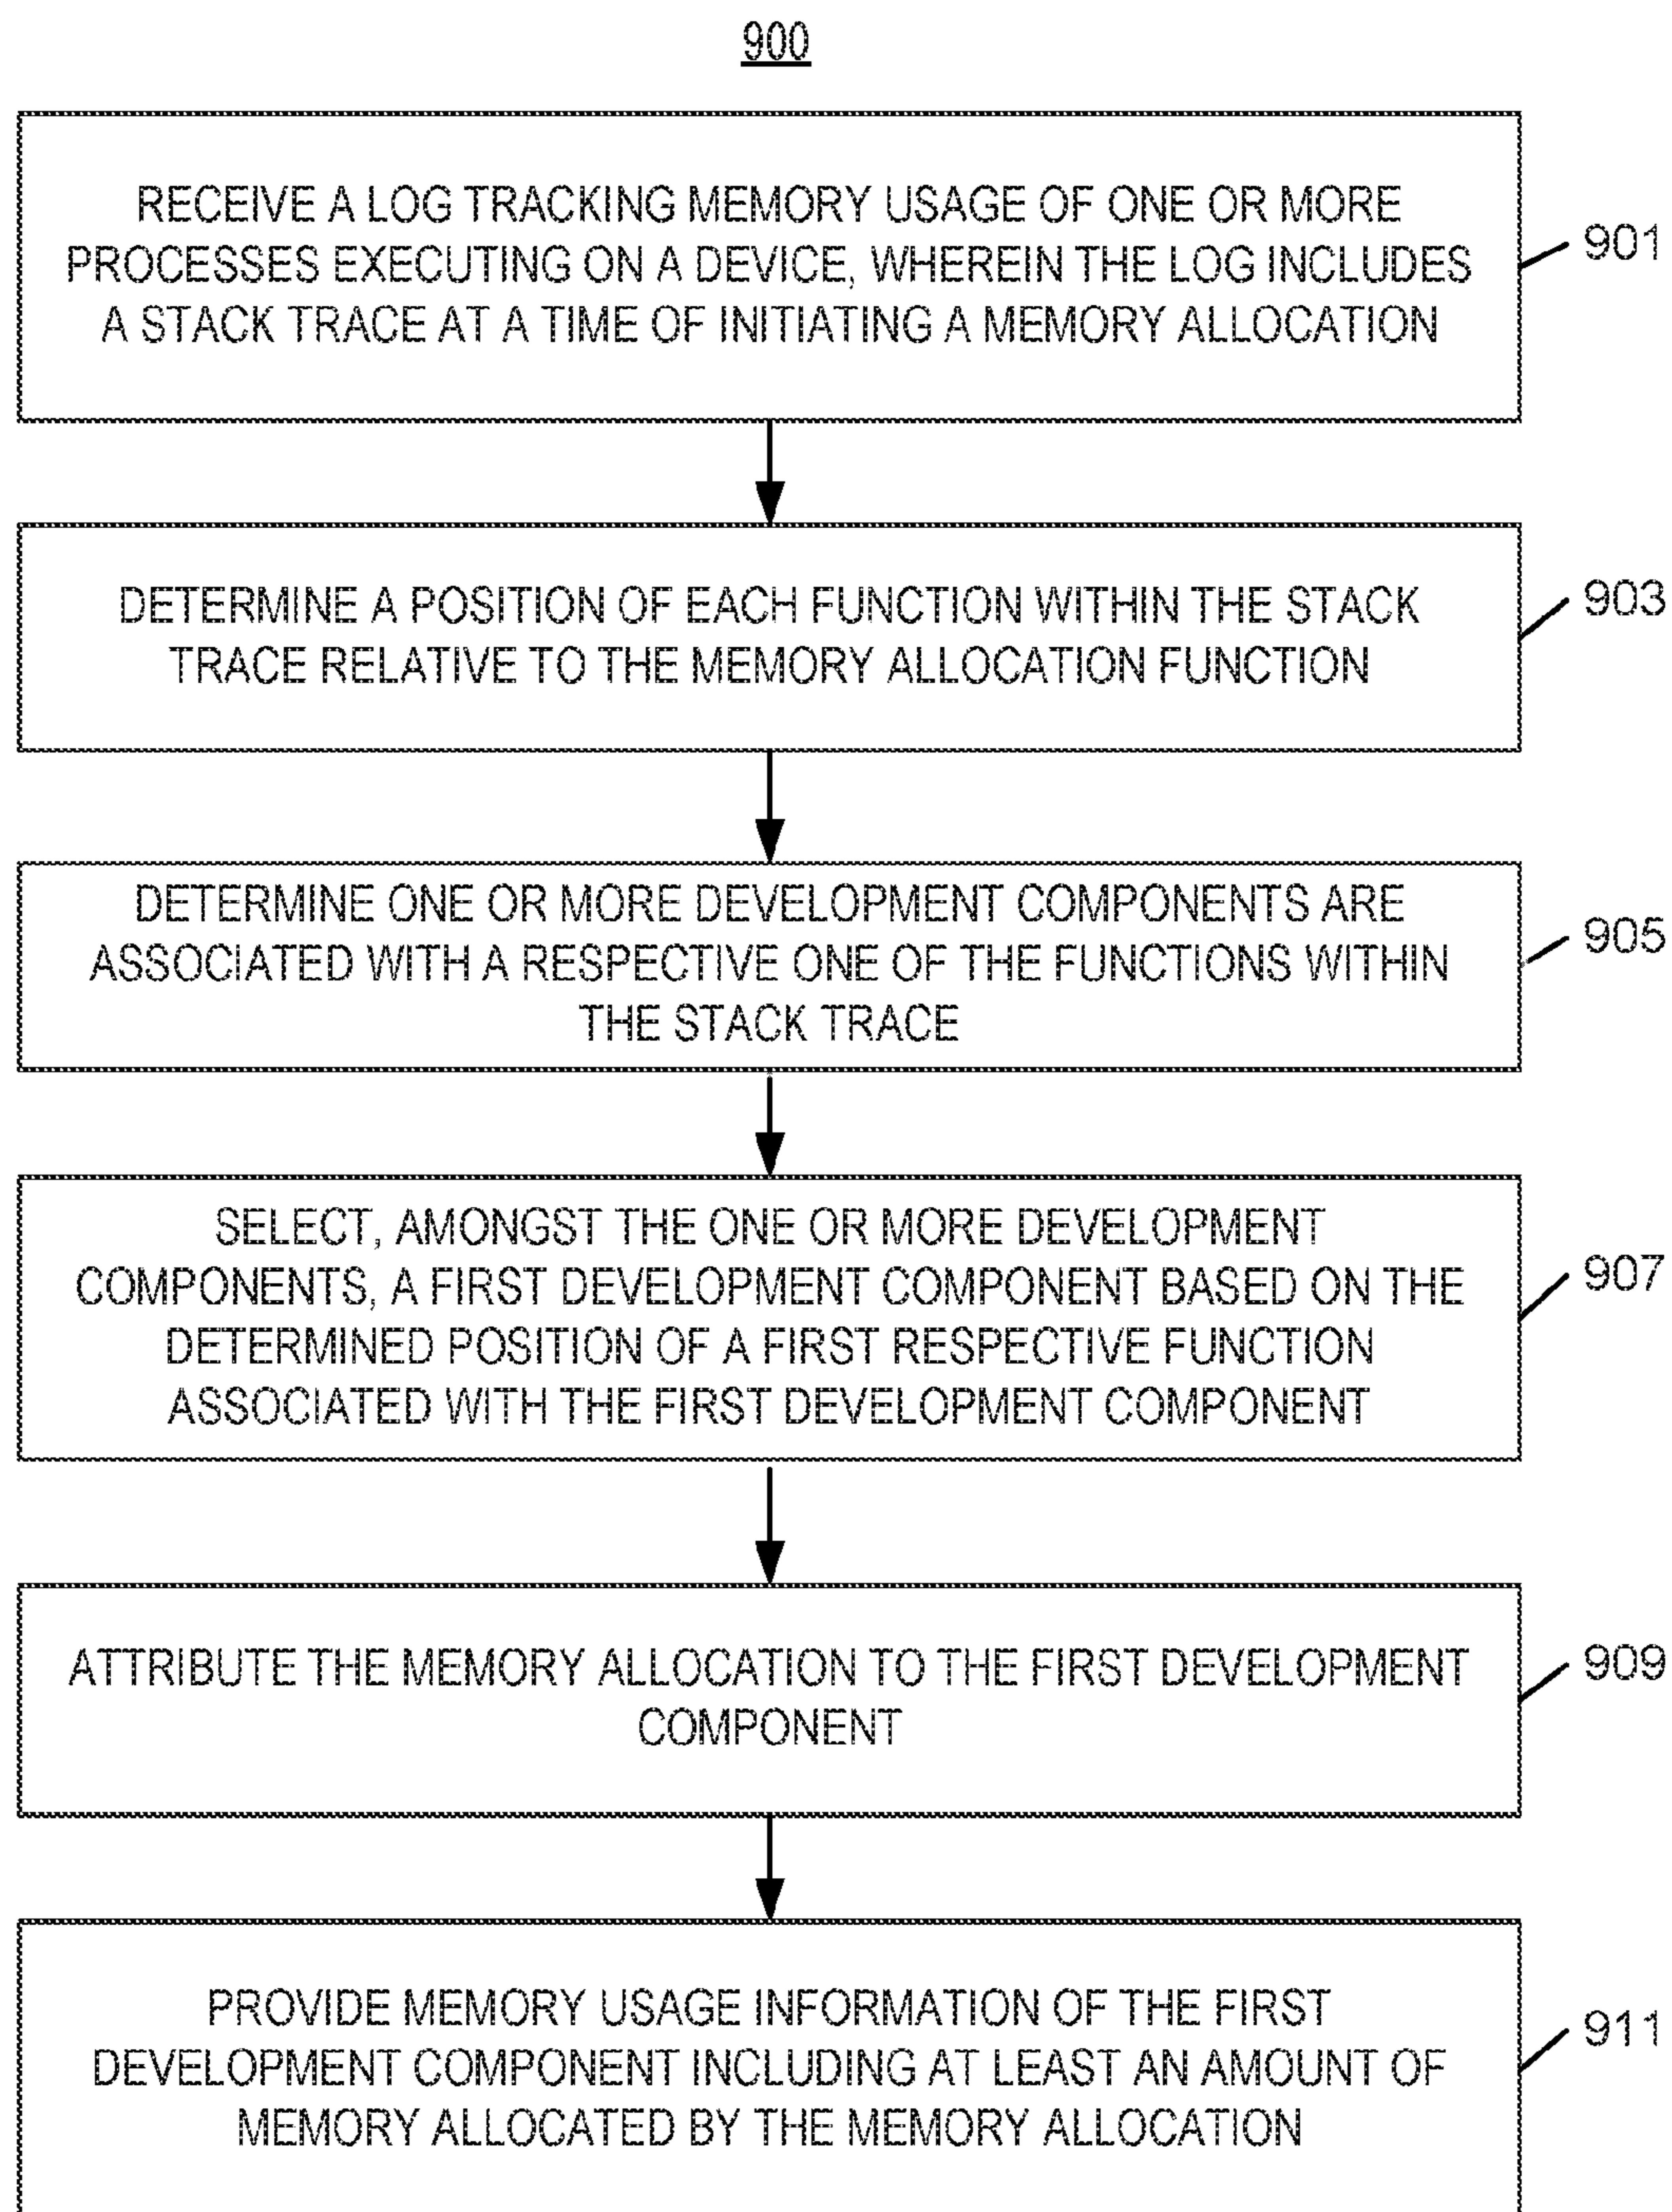 900
RECEIVE A LOG TRACKING MEMORY USAGE OF ONE OR MORE
PROCESSES EXECUTING ON A DEVICE, WHEREIN THE LOG INCLUDES
A STACK TRACE AT A TIME OF INITIATING A MEMORY ALLOCATION
901
DETERMINE A POSITION OF EACH FUNCTION WITHIN THE STACK
TRACE RELATIVE TO THE MEMORY ALLOCATION FUNCTION
903
DETERMINE ONE OR MORE DEVELOPMENT COMPONENTS ARE
ASSOCIATED WITH A RESPECTIVE ONE OF THE FUNCTIONS WITHIN
THE STACK TRACE
905
SELECT, AMONGST THE ONE OR MORE DEVELOPMENT
COMPONENTS, A FIRST DEVELOPMENT COMPONENT BASED ON THE
DETERMINED POSITION OF A FIRST RESPECTIVE FUNCTION
ASSOCIATED WITH THE FIRST DEVELOPMENT COMPONENT
907
ATTRIBUTE THE MEMORY ALLOCATION TO THE FIRST DEVELOPMENT
COMPONENT
909
PROVIDE MEMORY USAGE INFORMATION OF THE FIRST
DEVELOPMENT COMPONENT INCLUDING AT LEAST AN AMOUNT OF
MEMORY ALLOCATED BY THE MEMORY ALLOCATION
911